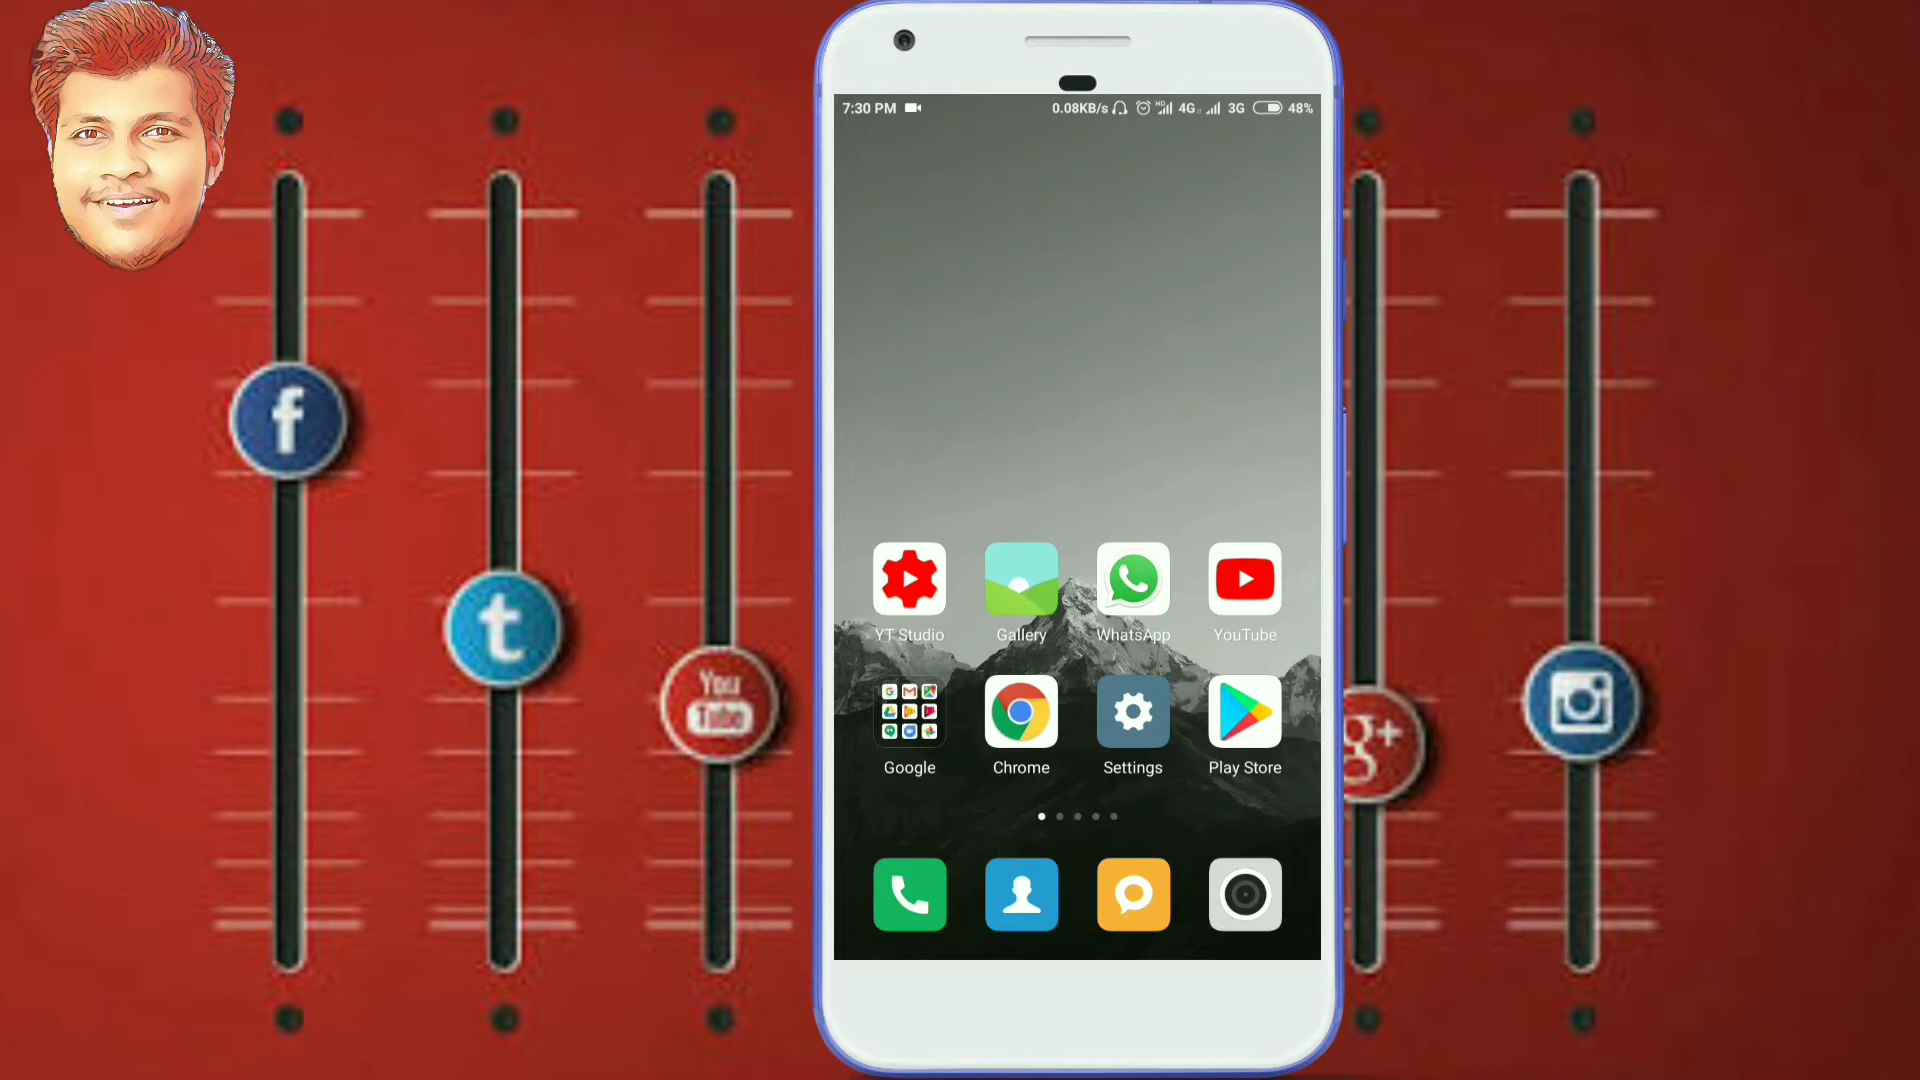 7:30 PM 0.08KB/s HD 4G 3G 48%
f
t
You
Tube
g+
YT Studio Gallery WhatsApp YouTube
Google Chrome Settings Play Store